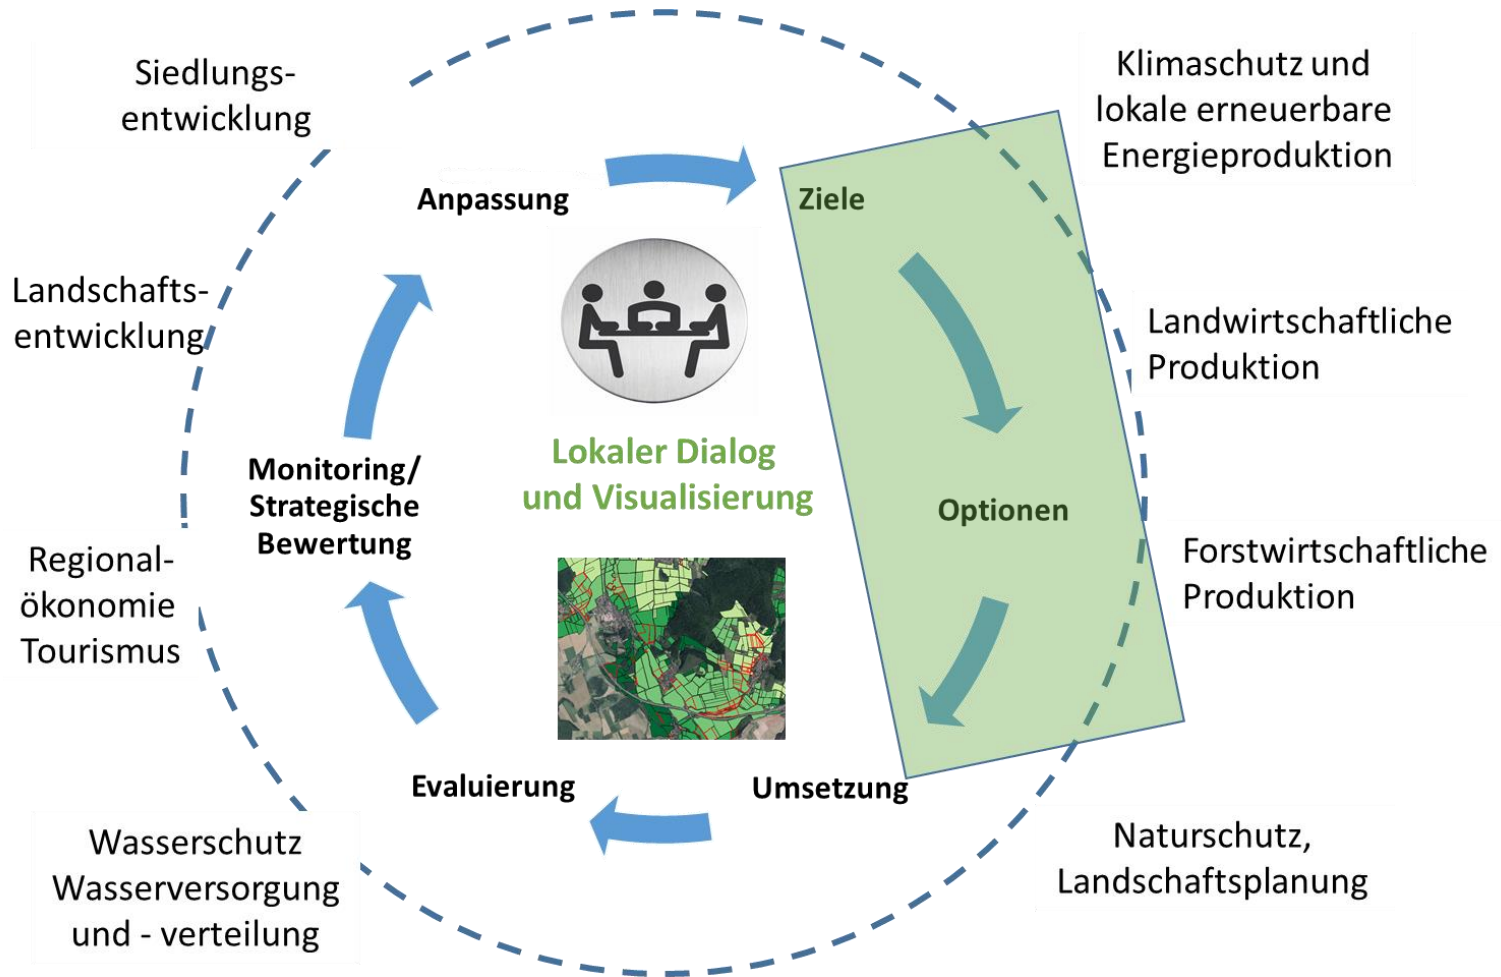 Siedlungs-
entwicklung
Klimaschutz und
lokale erneuerbare
Energieproduktion
Anpassung
Ziele
Landschafts-
entwicklung
Landwirtschaftliche
Produktion
Lokaler Dialog
und Visualisierung
Monitoring/
Strategische
Bewertung
Optionen
Regional-
ökonomie
Tourismus
Forstwirtschaftliche
Produktion
Evaluierung
Umsetzung
Wasserschutz
Wasserversorgung
und - verteilung
Naturschutz,
Landschaftsplanung